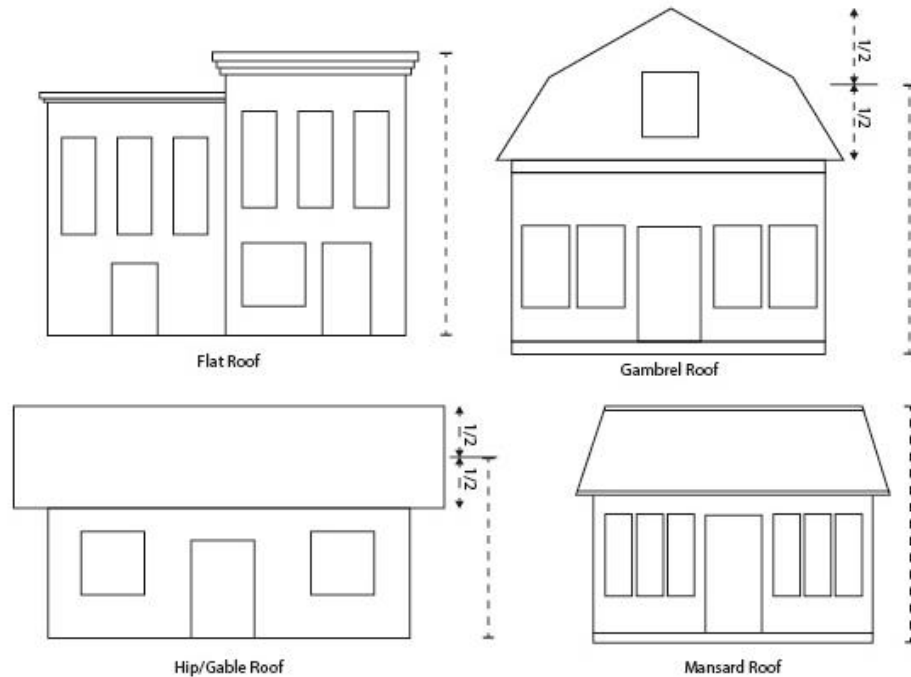 1/2
1/2
Flat Roof
Gambrel Roof
1/2
1/2
Hip/Gable Roof
Mansard Roof